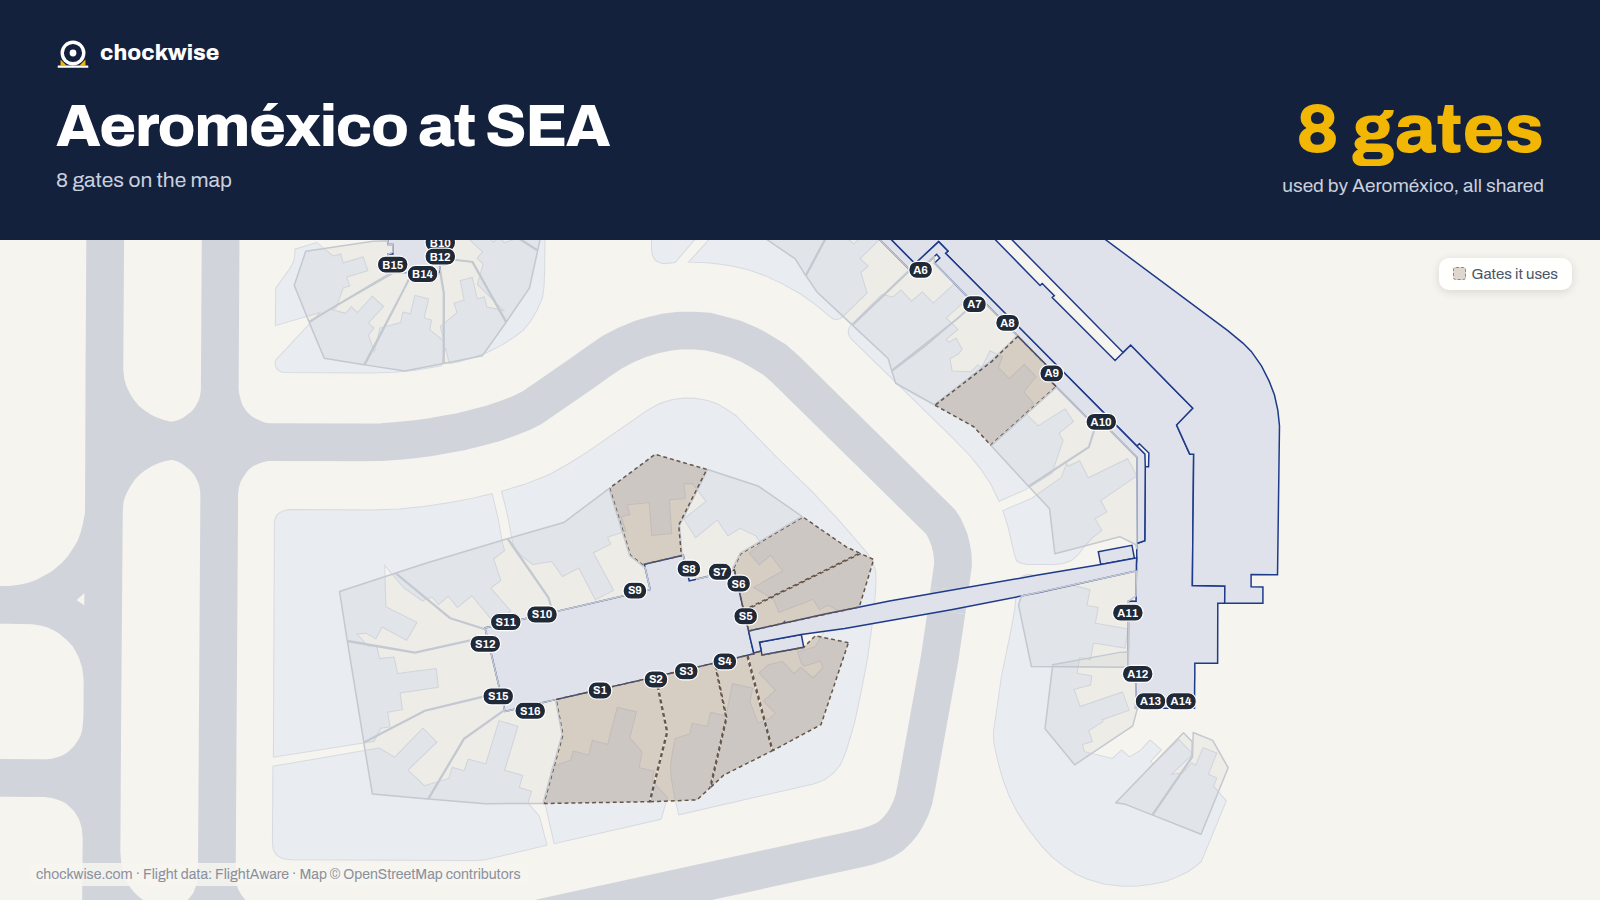 chockwise
Aeroméxico at SEA
8 gates on the map
8 gates
used by Aeroméxico, all shared
Gates it uses
B10
B12
B15
B14
A6
A7
A8
A9
A10
S8
S7
S6
S9
S10
S5
S11
S12
S4
S3
S2
S1
S15
S16
A11
A12
A13
A14
chockwise.com · Flight data: FlightAware · Map © OpenStreetMap contributors